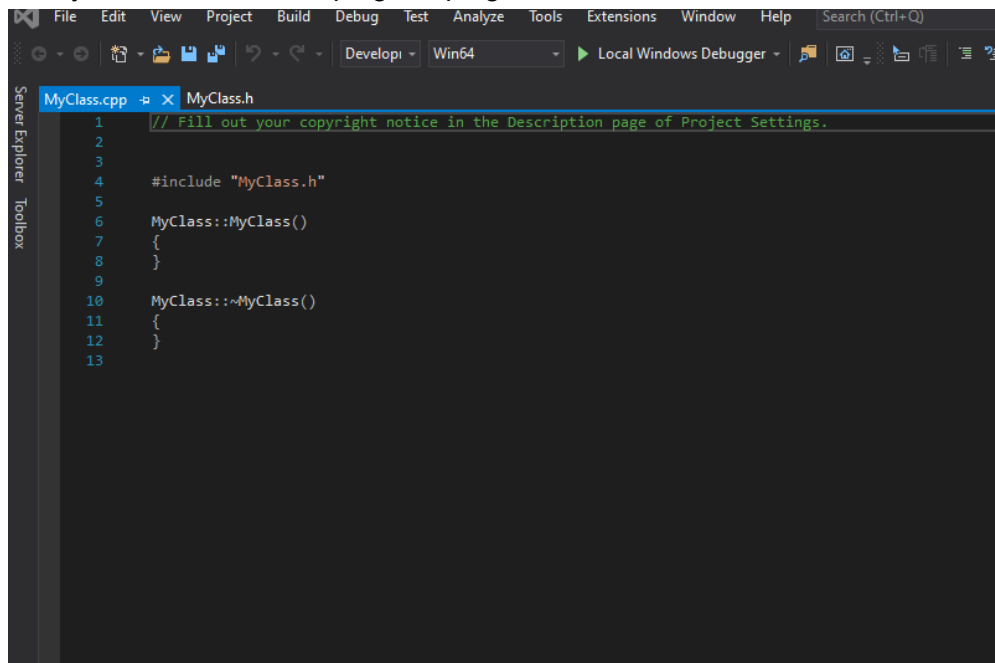 File Edit View Project Build Debug Test Analyze Tools Extensions Window Help Search (Ctrl+Q)
Develop Win64 Local Windows Debugger
Server Explorer
Toolbox
MyClass.cpp MyClass.h
1 // Fill out your copyright notice in the Description page of Project Settings.
2
3
4 #include "MyClass.h"
5
6 MyClass::MyClass()
7 {
8 }
9
10 MyClass::~MyClass()
11 {
12 }
13